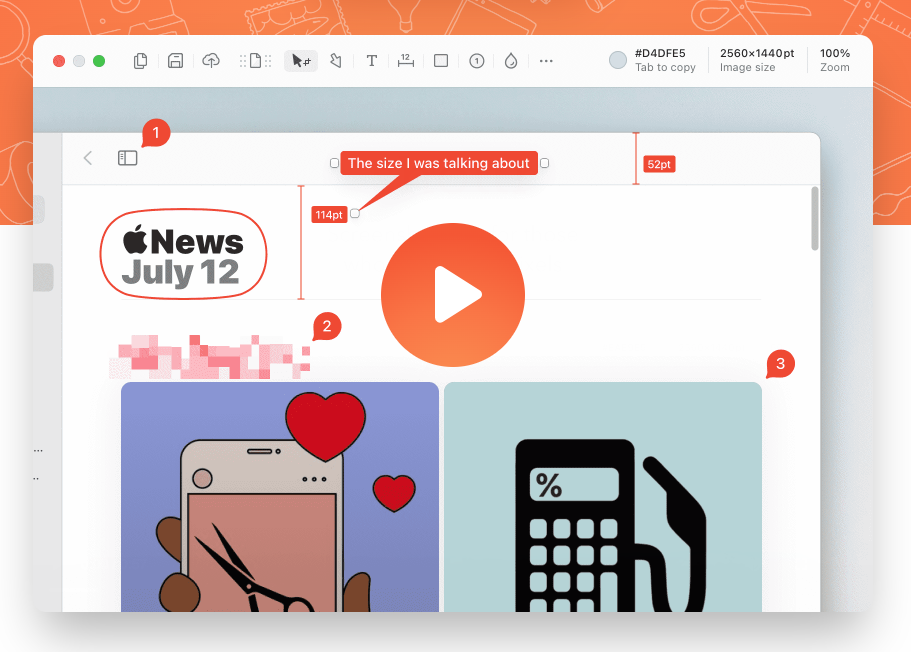 #D4DFE5
Tab to copy
2560×1440pt
Image size
100%
Zoom
T
12
1
...
1
The size I was talking about
52pt
114pt
News
July 12
2
3
...
..
%